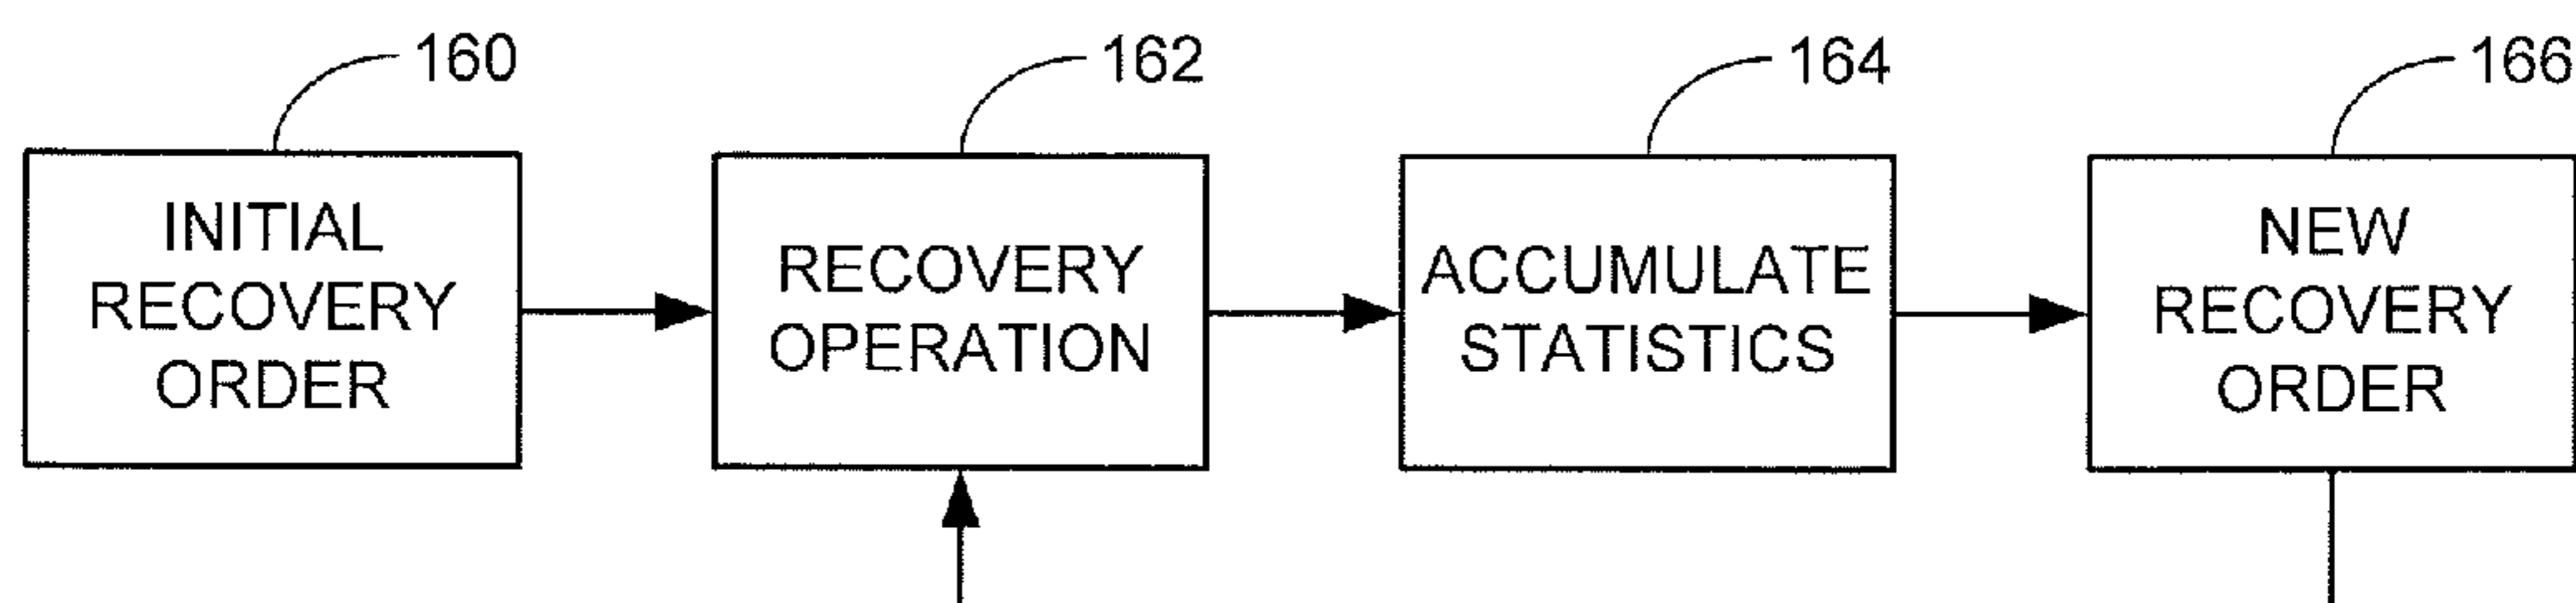 160
162
164
166
INITIAL
RECOVERY
ORDER
RECOVERY
OPERATION
ACCUMULATE
STATISTICS
NEW
RECOVERY
ORDER